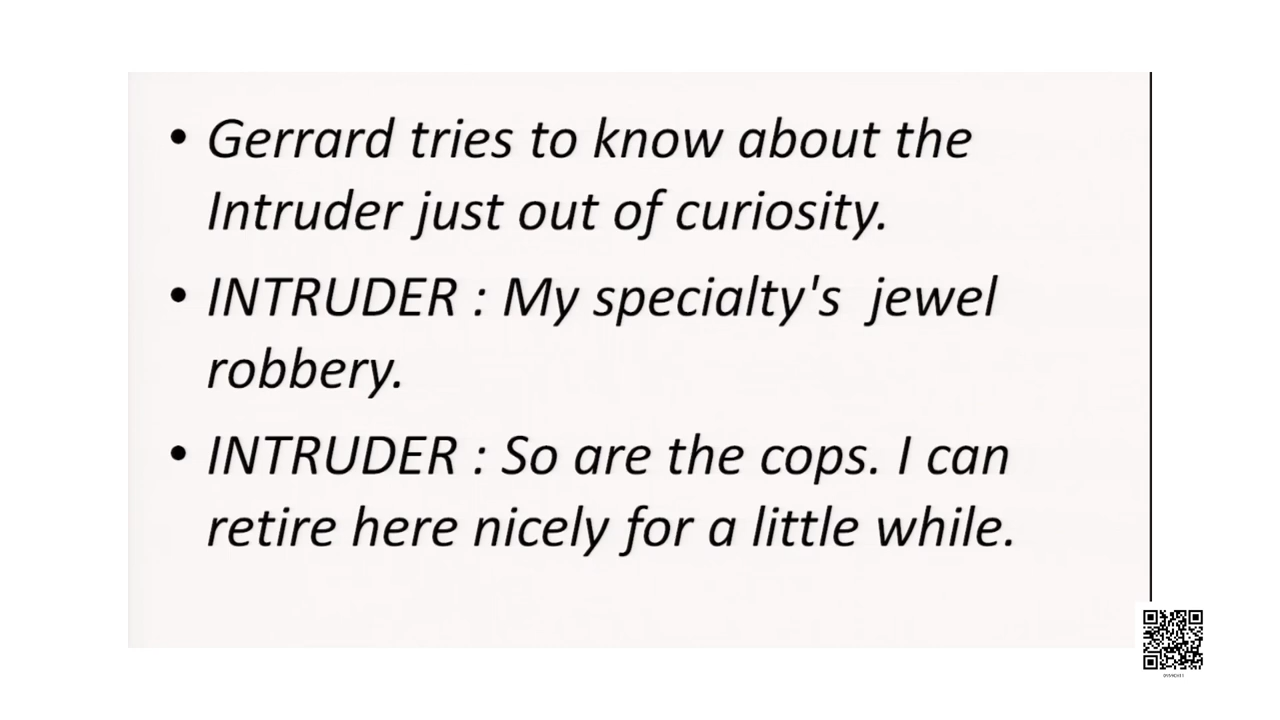 • Gerrard tries to know about the
Intruder just out of curiosity.
• INTRUDER : My specialty's  jewel
robbery.
• INTRUDER : So are the cops. I can
retire here nicely for a little while.